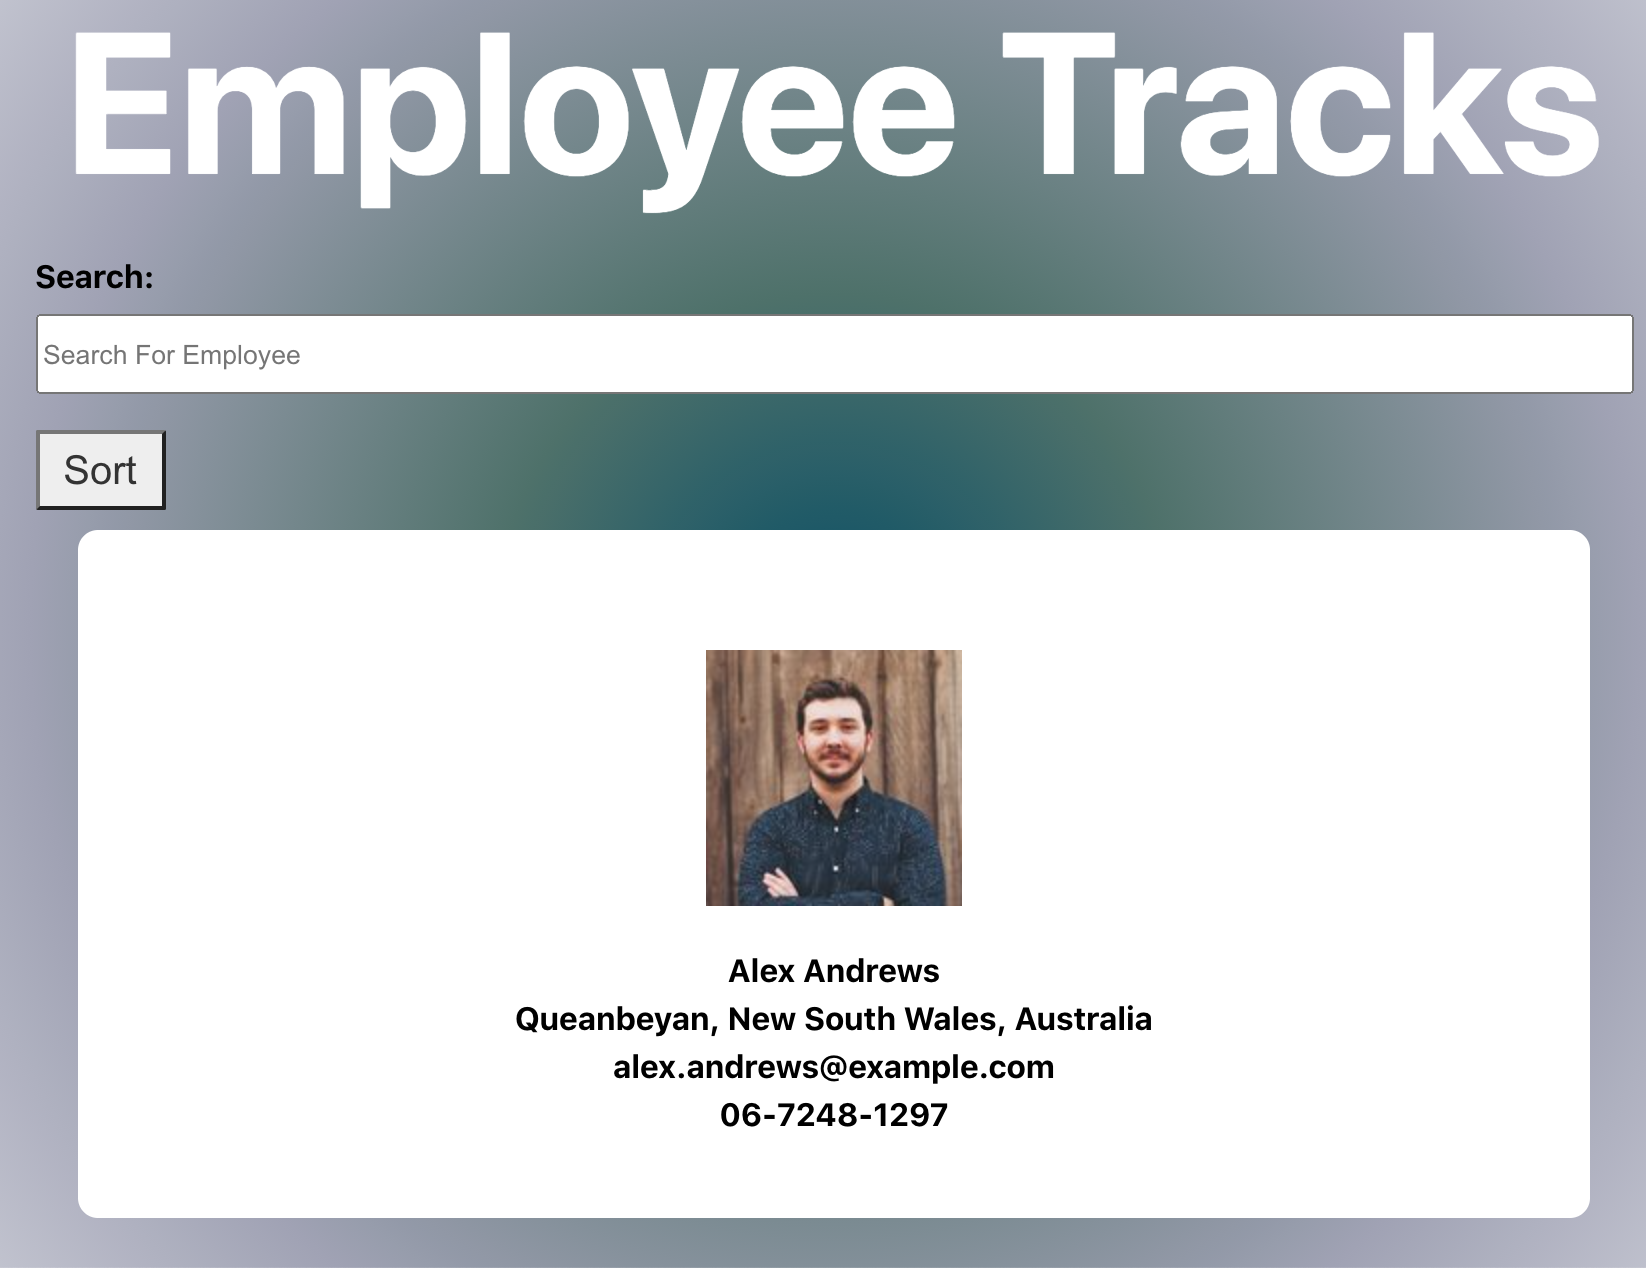 Employee Tracks
Search:
Search For Employee
Sort
Alex Andrews
Queanbeyan, New South Wales, Australia
alex.andrews@example.com
06-7248-1297